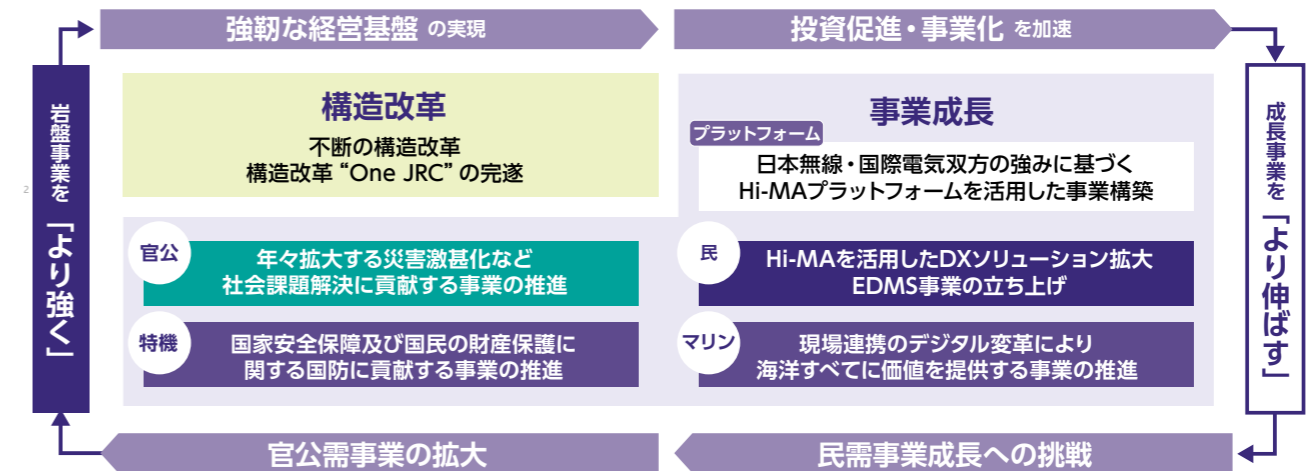 強靭な経営基盤 の実現
投資促進・事業化 を加速
岩盤事業を「より強く」
構造改革
不断の構造改革
構造改革 “One JRC” の完遂
事業成長
プラットフォーム
日本無線・国際電気双方の強みに基づく
Hi-MAプラットフォームを活用した事業構築
成長事業を「より伸ばす」
2
官公
年々拡大する災害激基化など
社会課題解決に貢献する事業の推進
民
Hi-MAを活用したDXソリューション拡大
EDMS事業の立ち上げ
特機
国家安全保障及び国民の財産保護に
関する国防に貢献する事業の推進
マリン
現場連携のデジタル変革により
海洋すべてに価値を提供する事業の推進
官公需事業の拡大
民需事業成長への挑戦